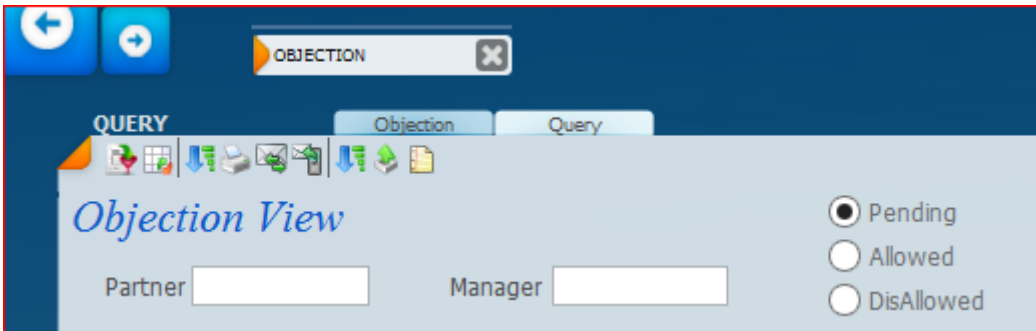 OBJECTION
QUERY Objection Query
Objection View
Pending
Allowed
Partner Manager
DisAllowed